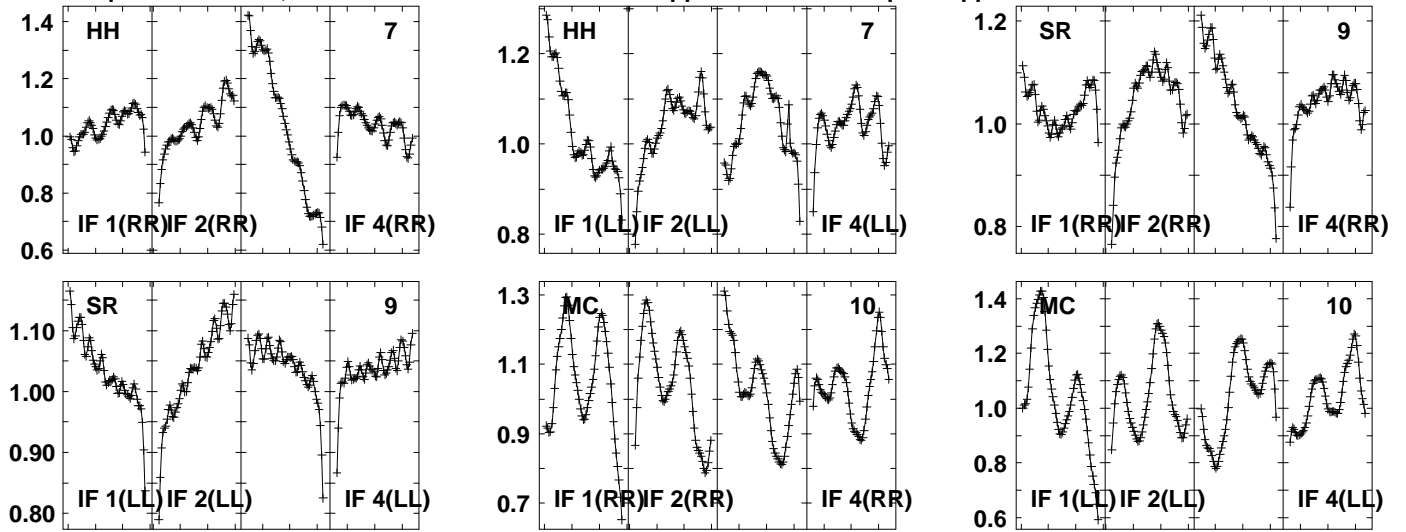 HH 7
1.4
1.2
1.0
0.8
0.6
IF 1(RR) IF 2(RR) IF 4(RR)
HH 7
1.2
1.0
0.8
IF 1(LL) IF 2(LL) IF 4(LL)
SR 9
1.2
1.0
0.8
IF 1(RR) IF 2(RR) IF 4(RR)
SR 9
1.10
1.00
0.90
0.80
IF 1(LL) IF 2(LL) IF 4(LL)
MC 10
1.3
1.1
0.9
0.7
IF 1(RR) IF 2(RR) IF 4(RR)
MC 10
1.4
1.2
1.0
0.8
0.6
IF 1(LL) IF 2(LL) IF 4(LL)